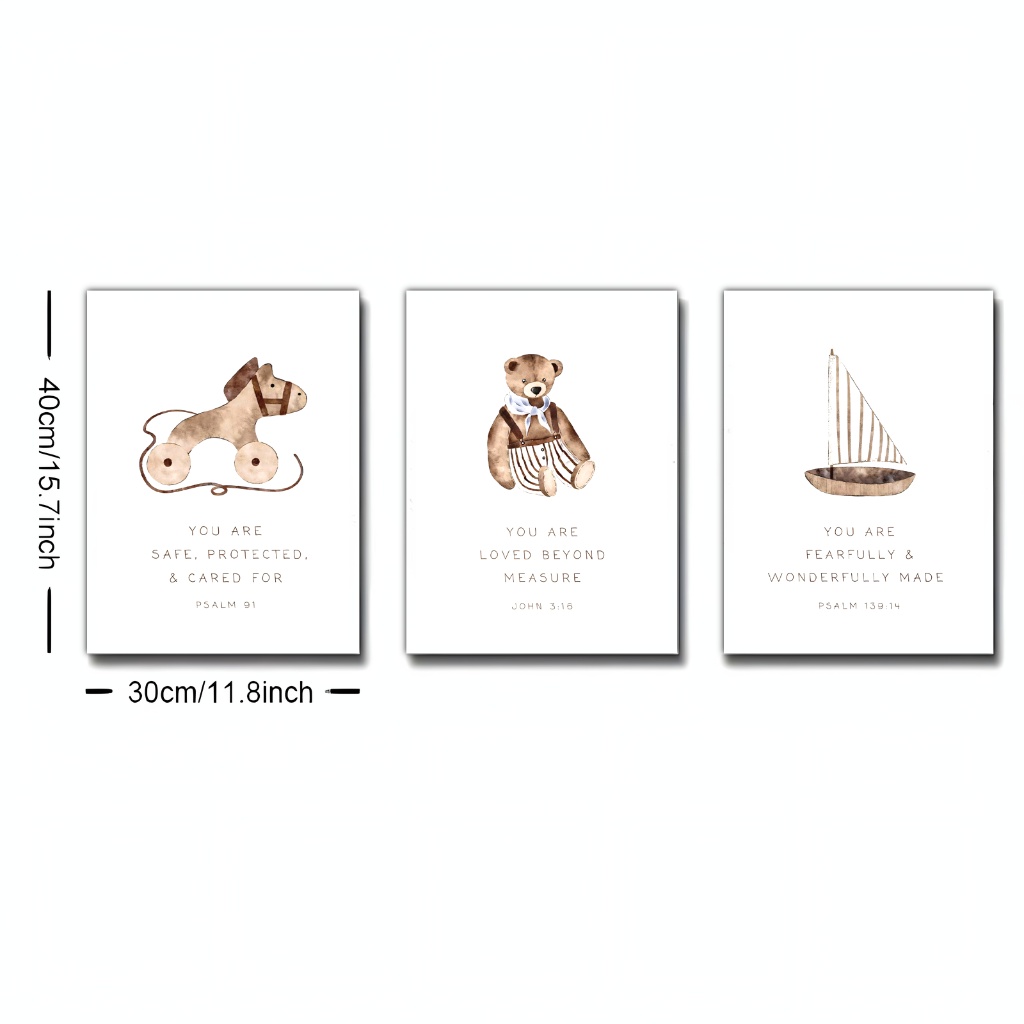 40cm/15.7inch
YOU ARE
SAFE, PROTECTED,
& CARED FOR
PSALM 91
YOU ARE
LOVED BEYOND
MEASURE
JOHN 3:16
YOU ARE
FEARFULLY &
WONDERFULLY MADE
PSALM 139:14
30cm/11.8inch